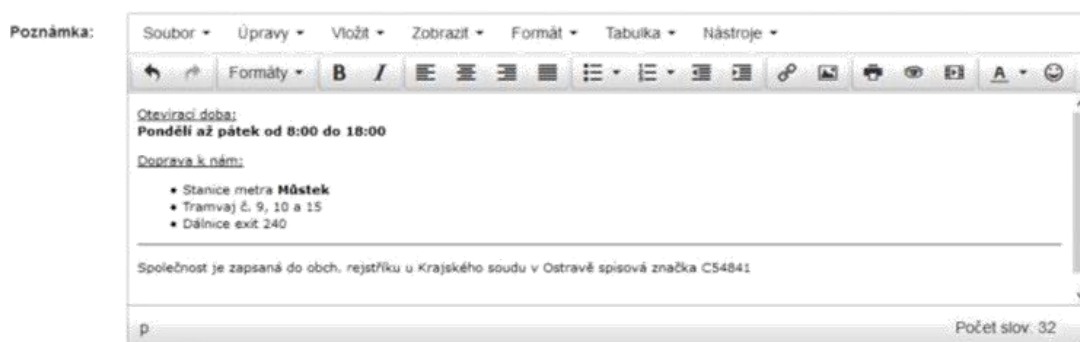 Poznámka:
Soubor Úpravy Vložit Zobrazit Formát Tabulka Nástroje
Formáty B I A
Otevírací doba:
Pondělí až pátek od 8:00 do 18:00
Doprava k nám:
• Stanice metra Můstek
• Tramvaj č. 9, 10 a 15
• Dálnice exit 240
Společnost je zapsaná do obch. rejstříku u Krajského soudu v Ostravě spisová značka C54841
p Počet slov: 32